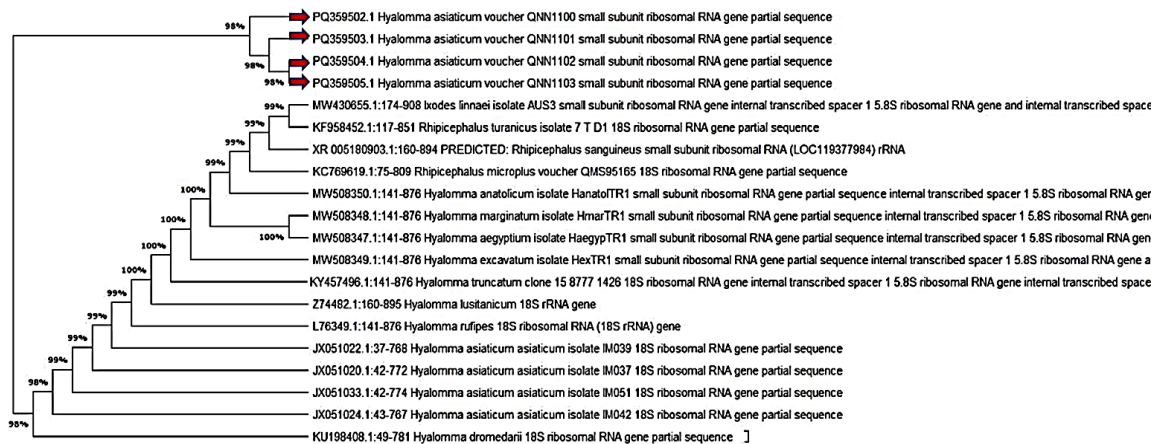 98%
PQ359502.1 Hyalomma asiaticum voucher QNN1100 small subunit ribosomal RNA gene partial sequence
PQ359503.1 Hyalomma asiaticum voucher QNN1101 small subunit ribosomal RNA gene partial sequence
98%
PQ359504.1 Hyalomma asiaticum voucher QNN1102 small subunit ribosomal RNA gene partial sequence
98%
PQ359505.1 Hyalomma asiaticum voucher QNN1103 small subunit ribosomal RNA gene partial sequence
99%
MW430655.1:174-908 Ixodes linnaei isolate AUS3 small subunit ribosomal RNA gene internal transcribed spacer 1 5.8S ribosomal RNA gene and internal transcribed space
KF958452.1:117-851 Rhipicephalus turanicus isolate 7 T D1 18S ribosomal RNA gene partial sequence
99%
XR 005180903.1:160-894 PREDICTED: Rhipicephalus sanguineus small subunit ribosomal RNA (LOC119377984) rRNA
99%
KC769619.1:75-809 Rhipicephalus microplus voucher QMS95165 18S ribosomal RNA gene partial sequence
99%
MW508350.1:141-876 Hyalomma anatolicum isolate HanatolTR1 small subunit ribosomal RNA gene partial sequence internal transcribed spacer 1 5.8S ribosomal RNA ger
100%
MW508348.1:141-876 Hyalomma marginatum isolate HmarTR1 small subunit ribosomal RNA gene partial sequence internal transcribed spacer 1 5.8S ribosomal RNA gene
100%
MW508347.1:141-876 Hyalomma aegyptium isolate HaegypTR1 small subunit ribosomal RNA gene partial sequence internal transcribed spacer 1 5.8S ribosomal RNA gene
100%
MW508349.1:141-876 Hyalomma excavatum isolate HexTR1 small subunit ribosomal RNA gene partial sequence internal transcribed spacer 1 5.8S ribosomal RNA gene a
100%
KY457496.1:141-876 Hyalomma truncatum clone 15 8777 1426 18S ribosomal RNA gene internal transcribed spacer 1 5.8S ribosomal RNA gene internal transcribed space
100%
Z74482.1:160-895 Hyalomma lusitanicum 18S rRNA gene
99%
L76349.1:141-876 Hyalomma rufipes 18S ribosomal RNA (18S rRNA) gene
99%
JX051022.1:37-768 Hyalomma asiaticum asiaticum isolate IM039 18S ribosomal RNA gene partial sequence
99%
JX051020.1:42-772 Hyalomma asiaticum asiaticum isolate IM037 18S ribosomal RNA gene partial sequence
99%
JX051033.1:42-774 Hyalomma asiaticum asiaticum isolate IM051 18S ribosomal RNA gene partial sequence
98%
JX051024.1:43-767 Hyalomma asiaticum asiaticum isolate IM042 18S ribosomal RNA gene partial sequence
98%
KU198408.1:49-781 Hyalomma dromedarii 18S ribosomal RNA gene partial sequence ]